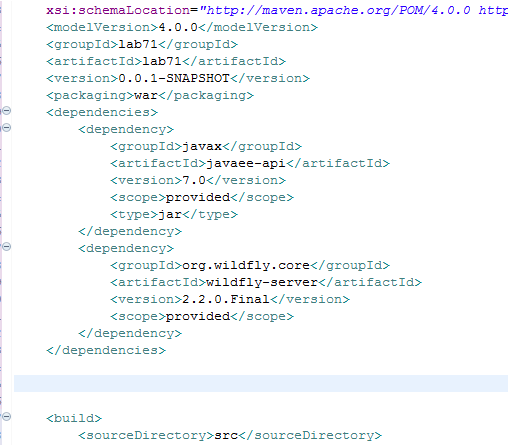 xsi:schemaLocation="http://maven.apache.org/POM/4.0.0 http
<modelVersion>4.0.0</modelVersion>
<groupId>lab71</groupId>
<artifactId>lab71</artifactId>
<version>0.0.1-SNAPSHOT</version>
<packaging>war</packaging>
<dependencies>
<dependency>
<groupId>javax</groupId>
<artifactId>javaee-api</artifactId>
<version>7.0</version>
<scope>provided</scope>
<type>jar</type>
</dependency>
<dependency>
<groupId>org.wildfly.core</groupId>
<artifactId>wildfly-server</artifactId>
<version>2.2.0.Final</version>
<scope>provided</scope>
</dependency>
</dependencies>
<build>
<sourceDirectory>src</sourceDirectory>